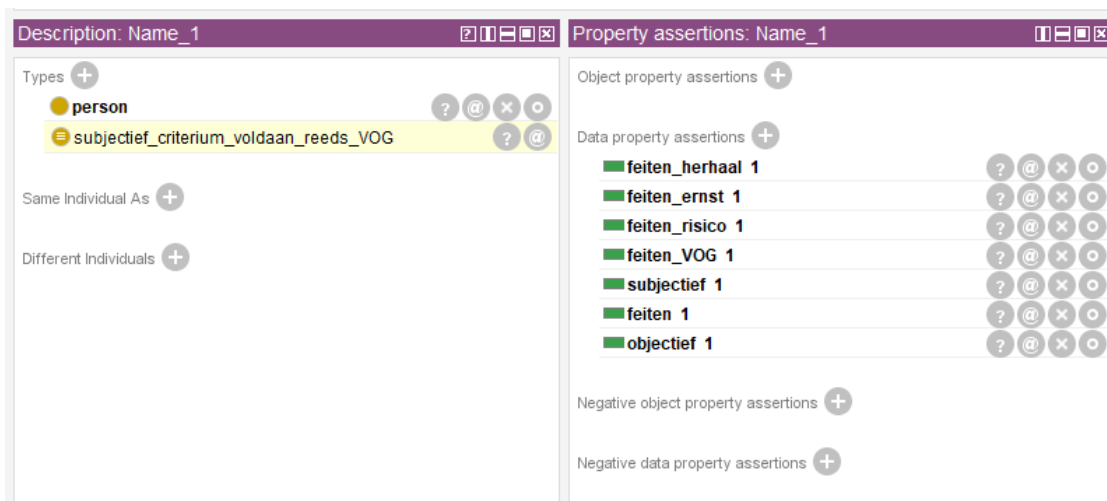 Description: Name_1
Types
person
subjectief_criterium_voldaan_reeds_VOG
Same Individual As
Different Individuals
Property assertions: Name_1
Object property assertions
Data property assertions
feiten_herhaal 1
feiten_ernst 1
feiten_risico 1
feiten_VOG 1
subjectief 1
feiten 1
objectief 1
Negative object property assertions
Negative data property assertions